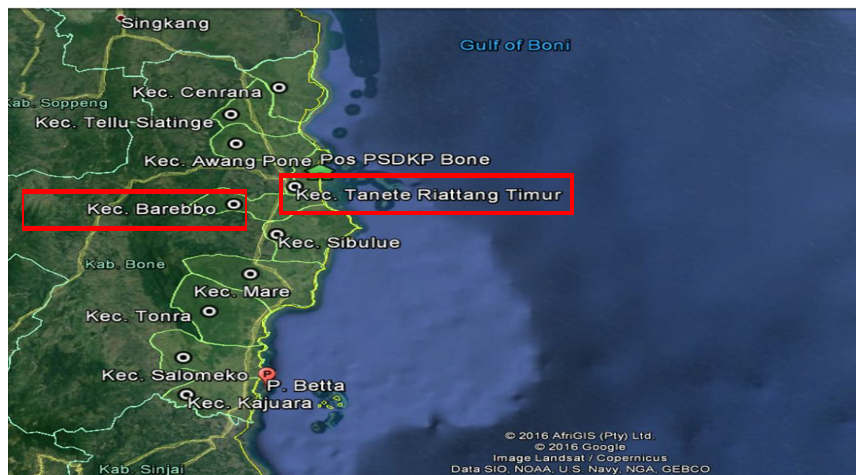 Singkang
Gulf of Boni
Kec. Cenrana
Kab. Soppeng
Kec. Tellu-Siatinge
Kec. Awang Pone
Pos PSDKP Bone
Kec. Tanete Riattang Timur
Kec. Barebbo
Kec. Sibulue
Kab. Bone
Kec. Mare
Kec. Tonra
Kec. Salomeko
P
P. Betta
Kec. Kajuara
© 2016 AfriGIS (Pty) Ltd.
© 2016 Google
Image Landsat / Copernicus
Kab. Sinjai
Data SIO, NOAA, U.S. Navy, NGA, GEBCO